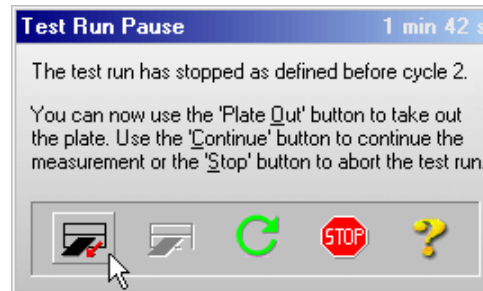 Test Run Pause 1 min 42 s
The test run has stopped as defined before cycle 2.
You can now use the 'Plate Out' button to take out
the plate. Use the 'Continue' button to continue the
measurement or the 'Stop' button to abort the test run.
STOP
?